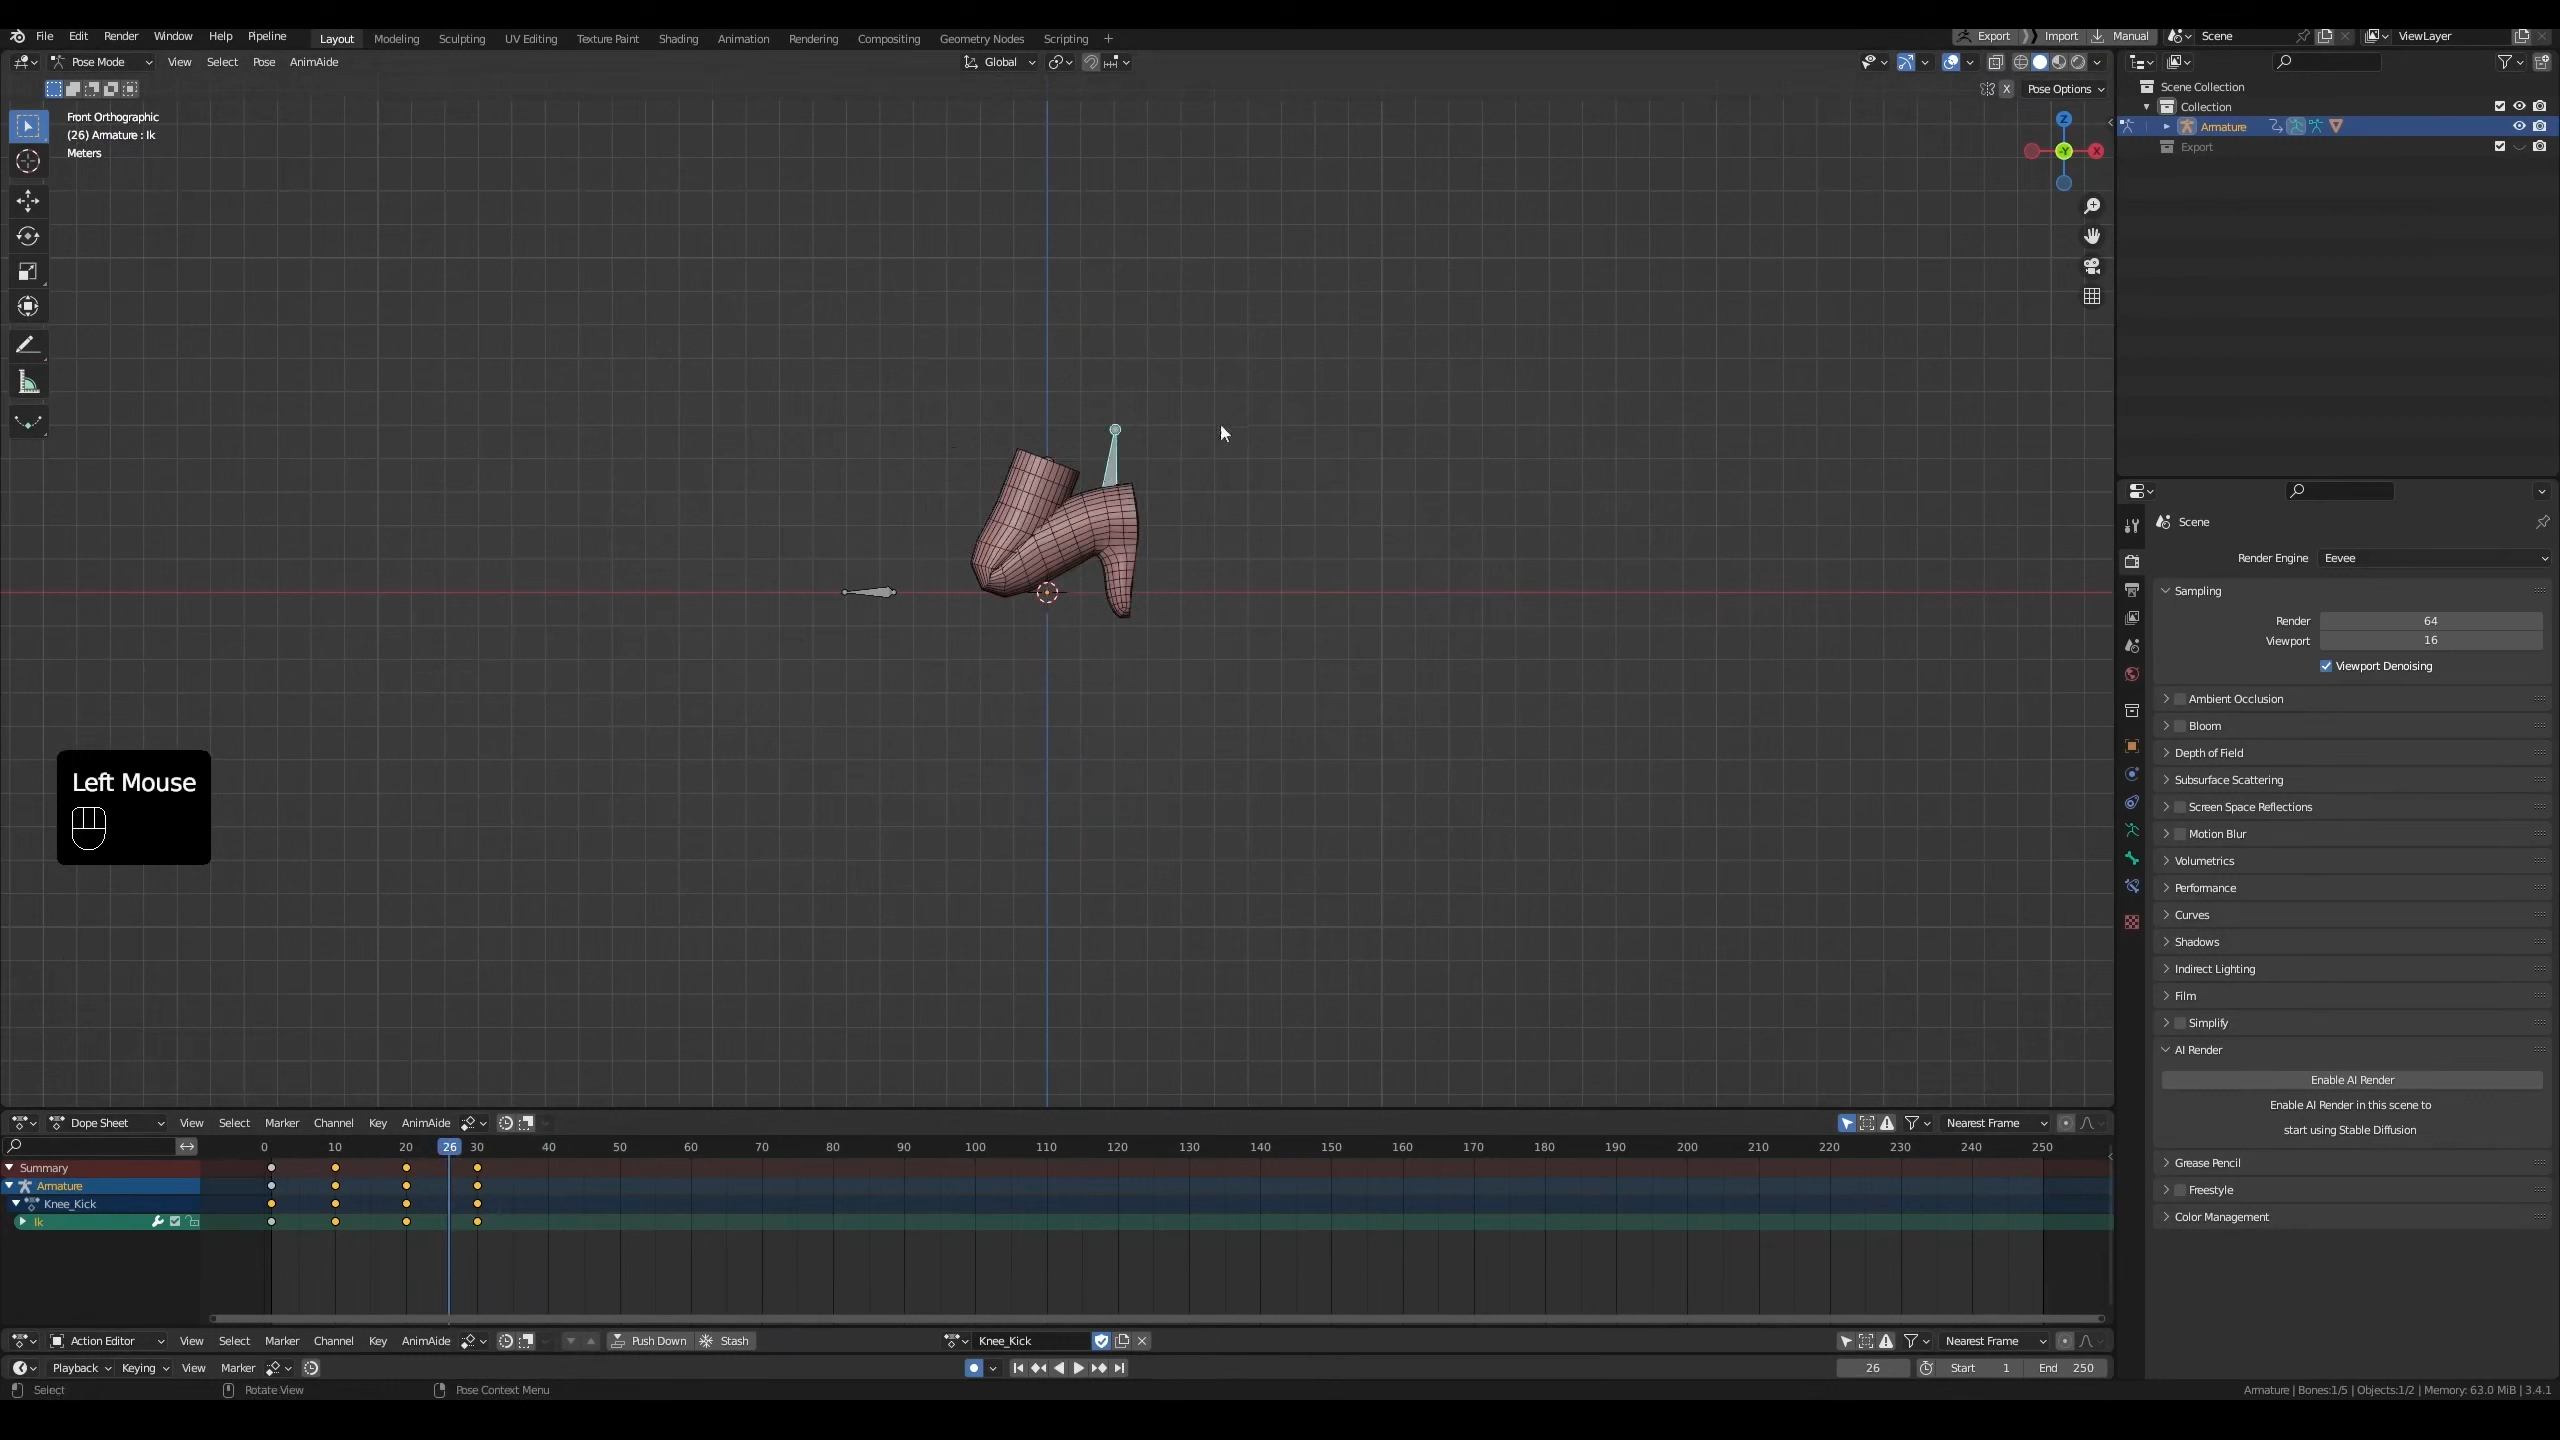 File Edit Render Window Help Pipeline Layout Modeling Sculpting UV Editing Texture Paint Shading Animation Rendering Compositing Geometry Nodes Scripting + Export Import Manual Scene ViewLayer
Pose Mode View Select Pose AnimAide Global
X Pose Options
Front Orthographic
(26) Armature : Ik
Meters
Z
-Y
X
Scene Collection
Collection
Armature
Export
Scene
Render Engine Eevee
Sampling
Render 64
Viewport 16
Viewport Denoising
Ambient Occlusion
Bloom
Depth of Field
Subsurface Scattering
Screen Space Reflections
Motion Blur
Volumetrics
Performance
Curves
Shadows
Indirect Lighting
Film
Simplify
AI Render
Enable AI Render
Enable AI Render in this scene to
start using Stable Diffusion
Grease Pencil
Freestyle
Color Management
Left Mouse
Dope Sheet View Select Marker Channel Key AnimAide Nearest Frame
0 10 20 26 30 40 50 60 70 80 90 100 110 120 130 140 150 160 170 180 190 200 210 220 230 240 250
Summary
Armature
Knee_Kick
Ik
Action Editor View Select Marker Channel Key AnimAide Push Down Stash Knee_Kick Nearest Frame
Playback Keying View Marker 26 Start 1 End 250
Select Rotate View Pose Context Menu Armature | Bones:1/5 | Objects:1/2 | Memory: 63.0 MiB | 3.4.1